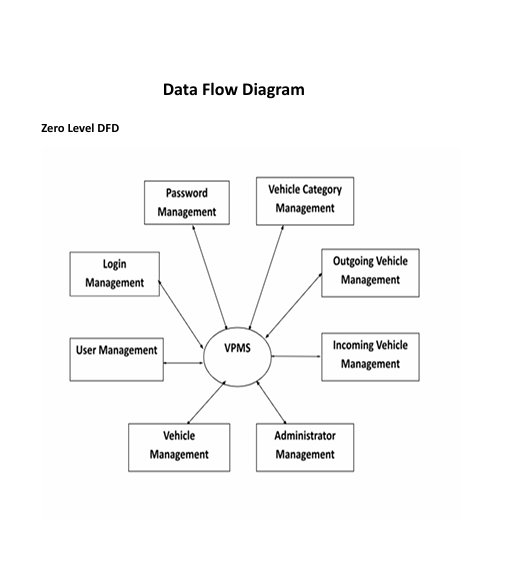 Data Flow Diagram
Zero Level DFD
Password
Management
Vehicle Category
Management
Login
Management
Outgoing Vehicle
Management
User Management
VPMS
Incoming Vehicle
Management
Vehicle
Management
Administrator
Management